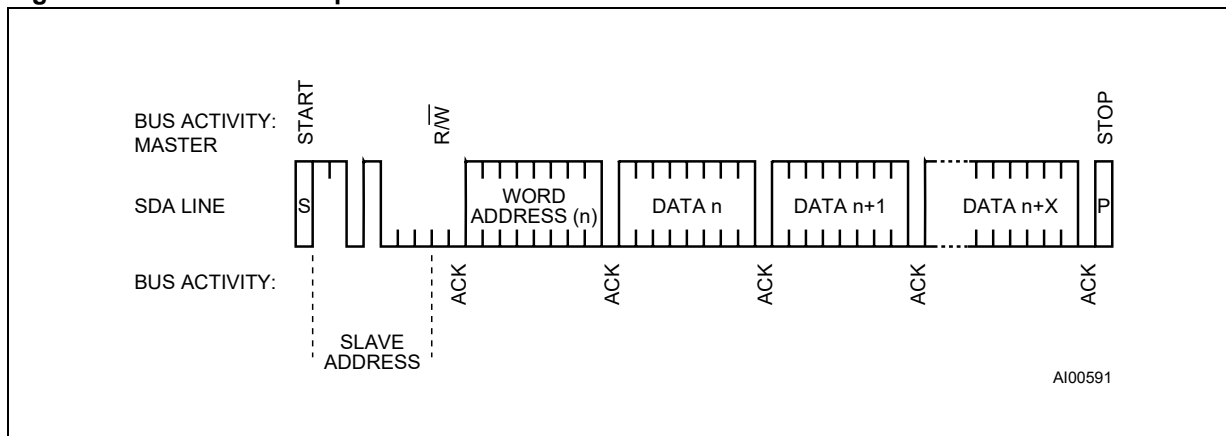 START
R/W
STOP
BUS ACTIVITY:
MASTER
SDA LINE
S
WORD
ADDRESS (n)
DATA n
DATA n+1
DATA n+X
P
BUS ACTIVITY:
ACK
ACK
ACK
ACK
ACK
SLAVE
ADDRESS
AI00591